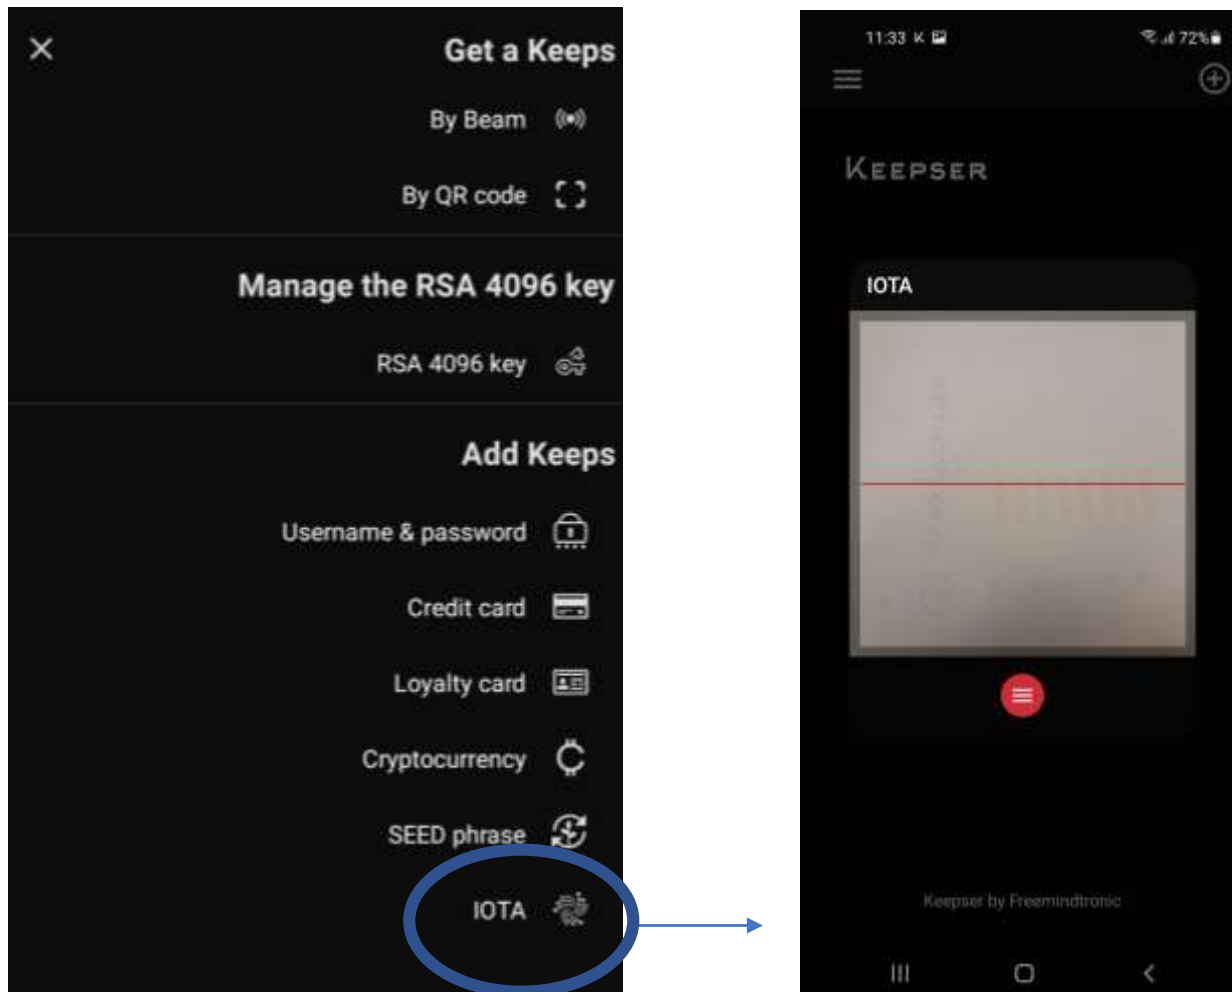 Get a Keeps
By Beam
By QR code
Manage the RSA 4096 key
RSA 4096 key
Add Keeps
Username & password
Credit card
Loyalty card
Cryptocurrency
SEED phrase
IOTA
11:33 K 72%
KEEPSER
IOTA
Keepser by Freemindtronic